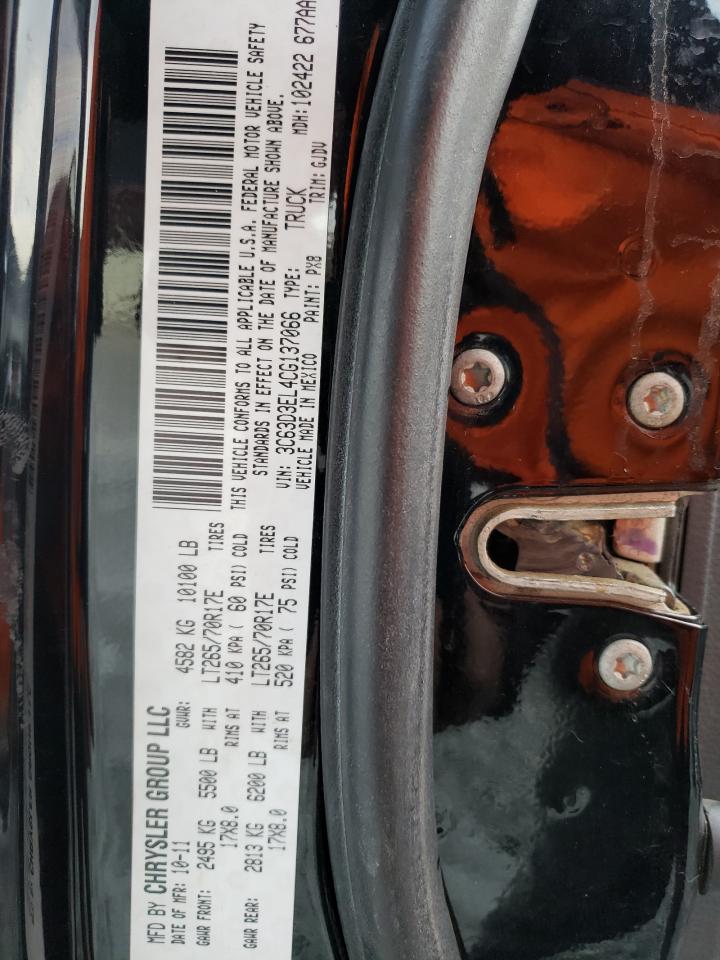 MFD BY CHRYSLER GROUP LLC
DATE OF MFR: 10-11 GVWR: 4582 KG 10100 LB
GAWR FRONT: 2495 KG 5500 LB WITH LT265/70R17E TIRES
17X8.0 RIMS AT 410 KPA ( 60 PSI) COLD
GAWR REAR: 2813 KG 6200 LB WITH LT265/70R17E TIRES
17X8.0 RIMS AT 520 KPA ( 75 PSI) COLD
THIS VEHICLE CONFORMS TO ALL APPLICABLE U.S.A. FEDERAL MOTOR VEHICLE SAFETY
STANDARDS IN EFFECT ON THE DATE OF MANUFACTURE SHOWN ABOVE.
VIN: 3C63D3EL4CG137066 TYPE: TRUCK MDH:102422 677AA
VEHICLE MADE IN MEXICO PAINT: PX8 TRIM: GJDV